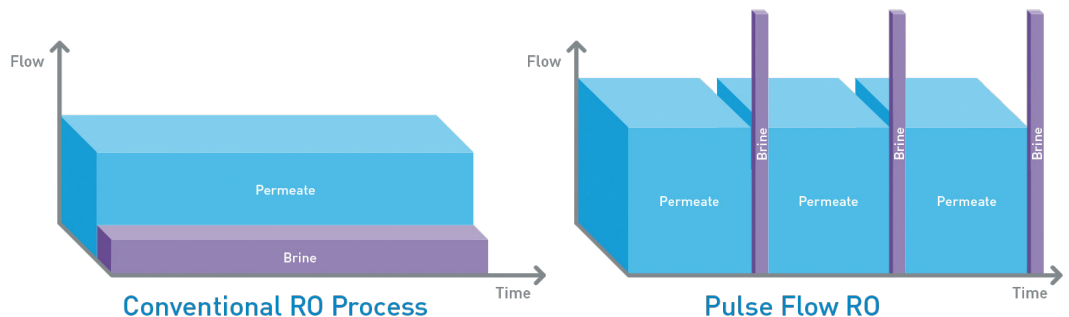 Flow
Permeate
Brine
Time
Conventional RO Process
Flow
Permeate
Brine
Permeate
Brine
Permeate
Brine
Time
Pulse Flow RO